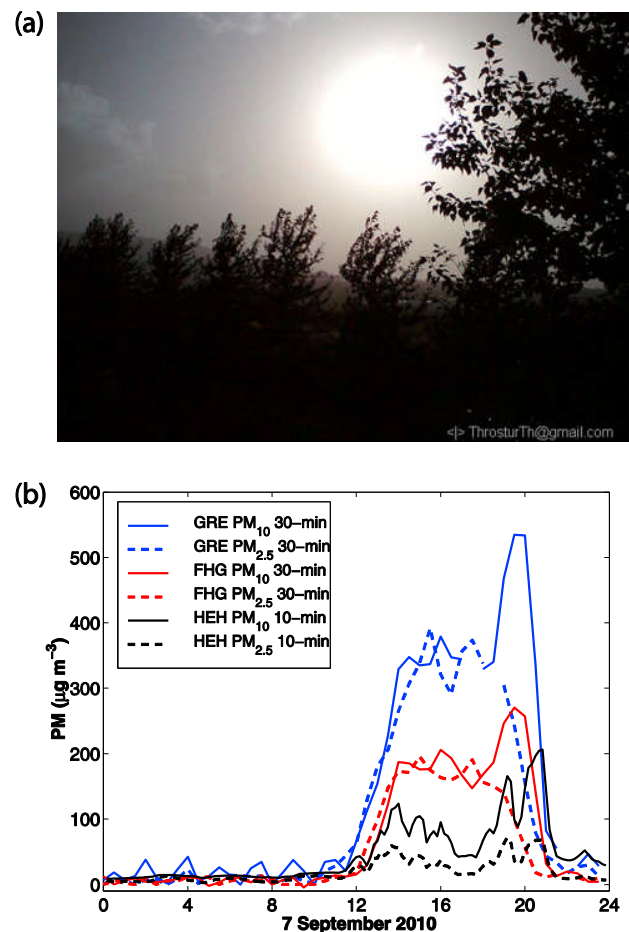 (a)
<|> ThrosturTh@gmail.com
(b)
600
500
400
300
200
100
0
PM (µg m⁻³)
GRE PM₁₀ 30−min
GRE PM₂.₅ 30−min
FHG PM₁₀ 30−min
FHG PM₂.₅ 30−min
HEH PM₁₀ 10−min
HEH PM₂.₅ 10−min
0 4 8 12 16 20 24
7 September 2010